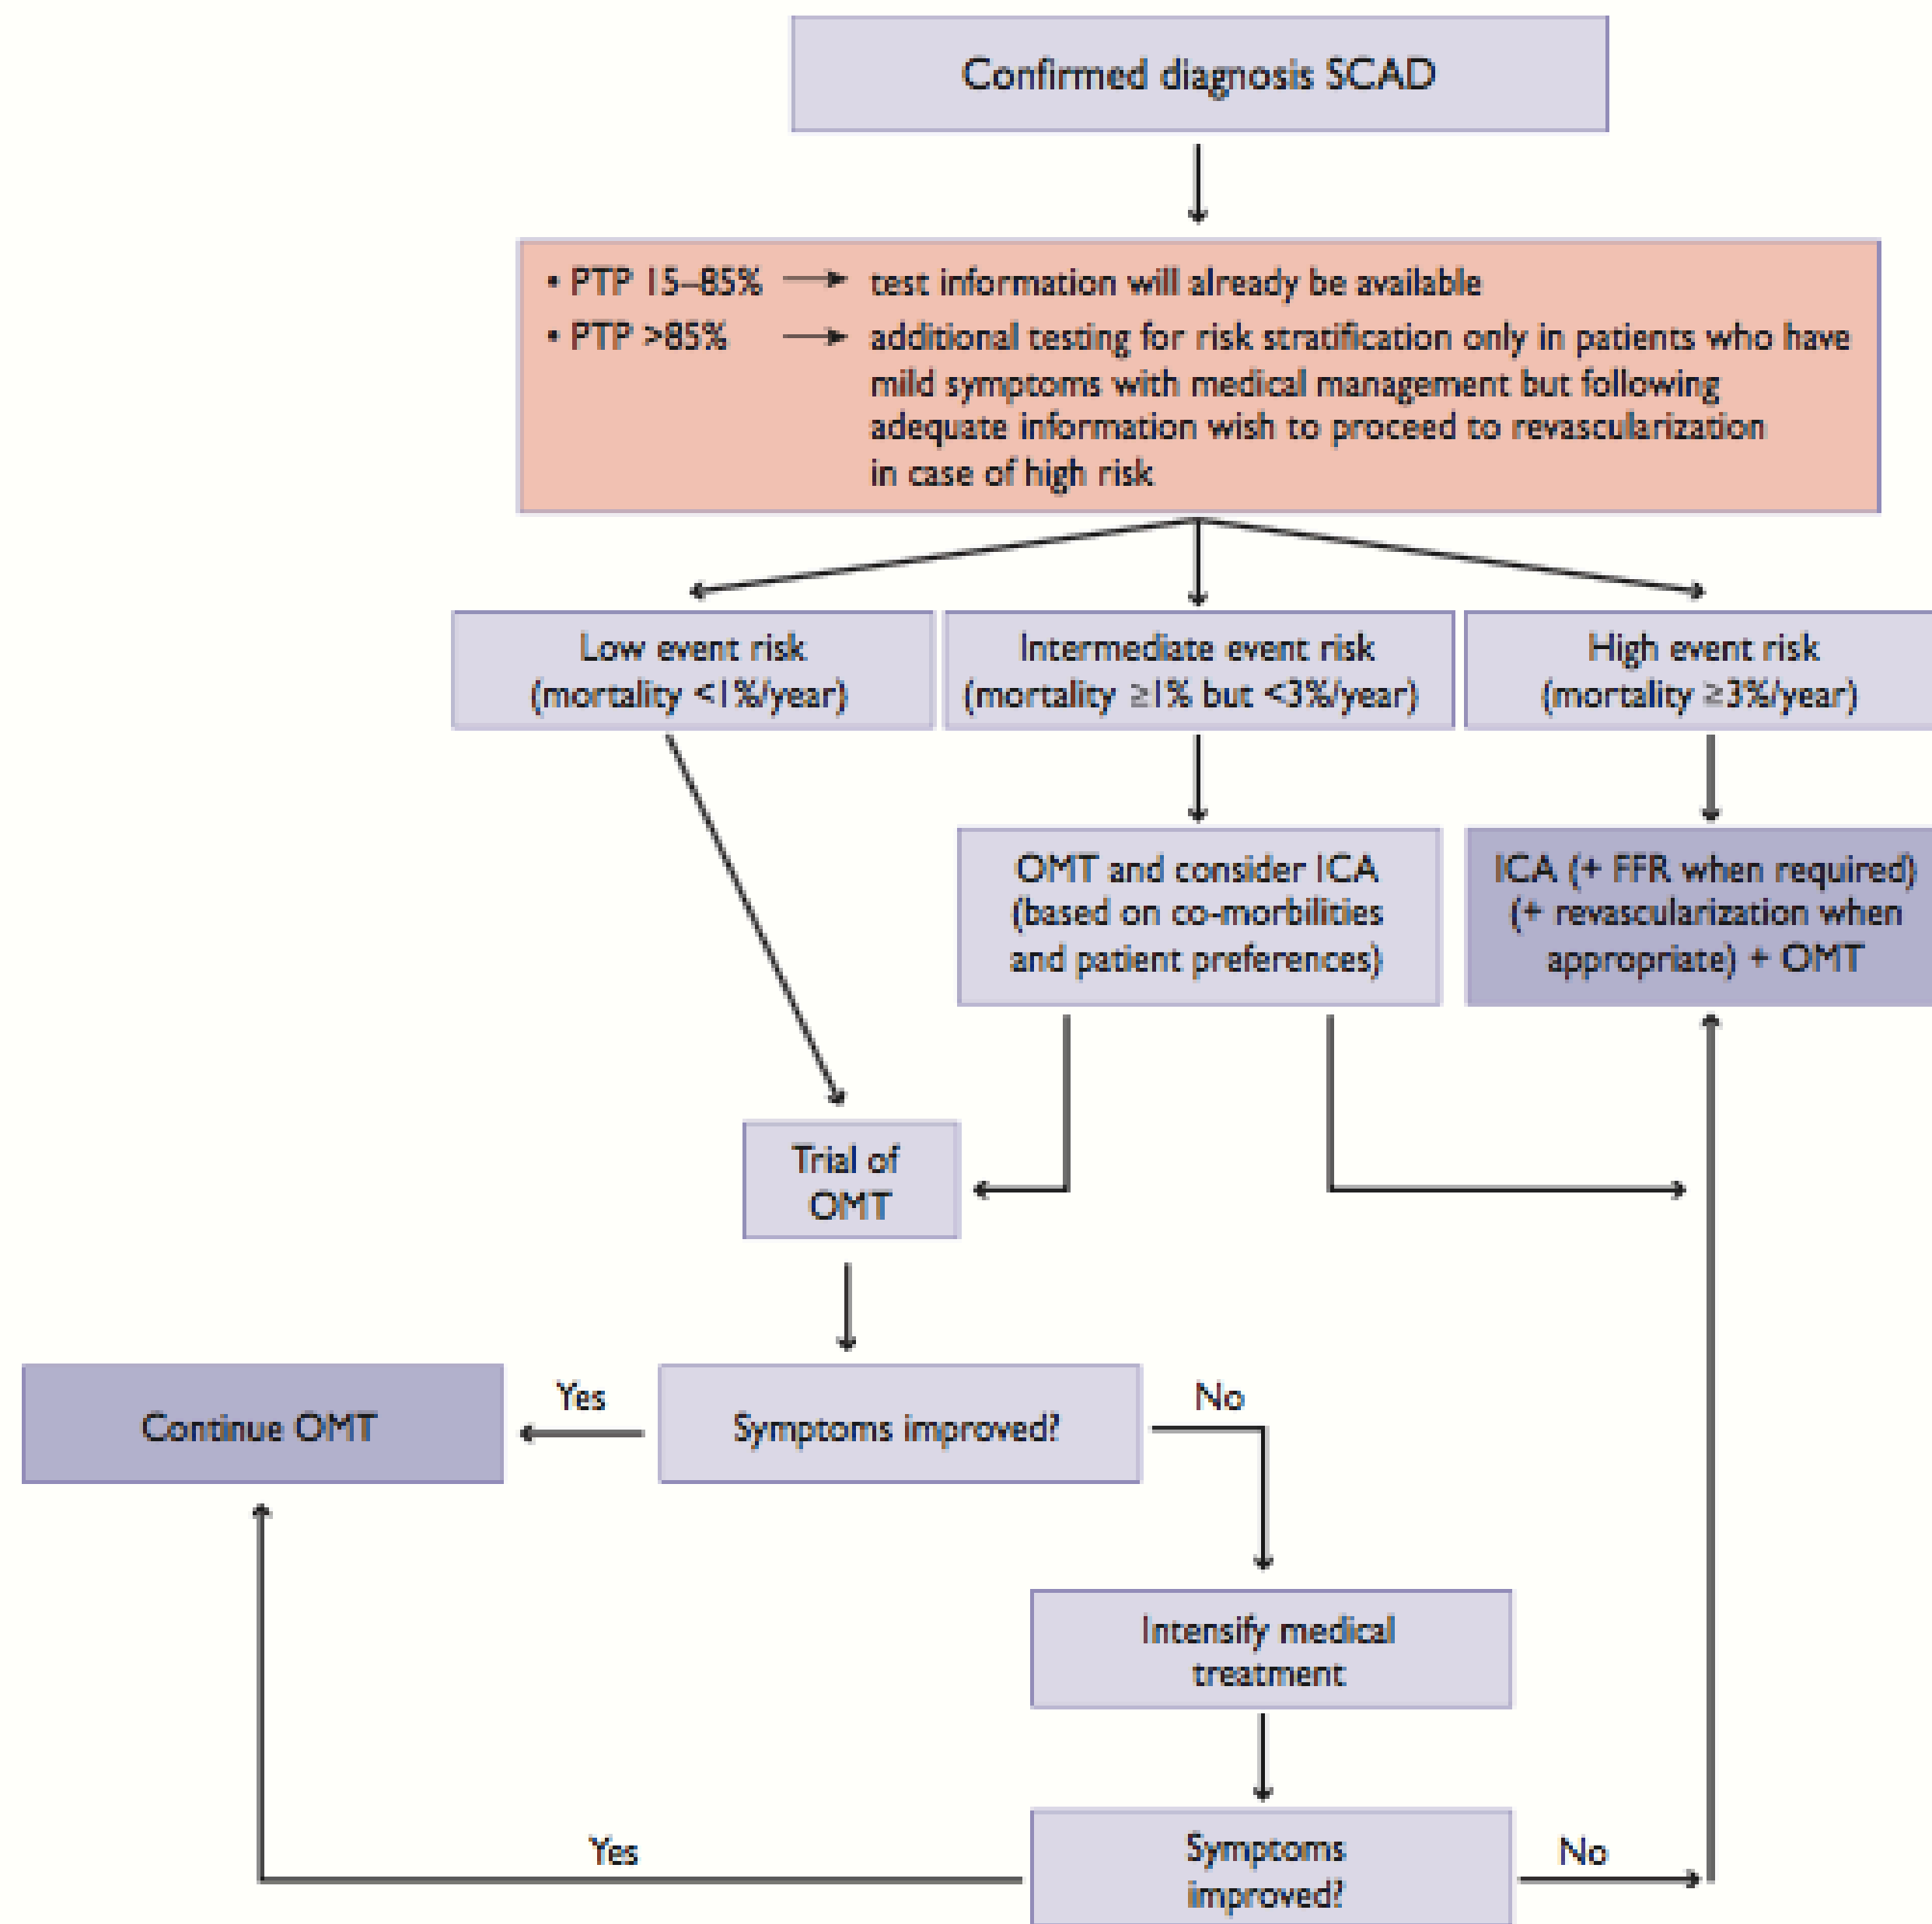 Confirmed diagnosis SCAD
• PTP 15–85% → test information will already be available
• PTP >85% → additional testing for risk stratification only in patients who have
mild symptoms with medical management but following
adequate information wish to proceed to revascularization
in case of high risk
Low event risk
(mortality <1%/year)
Intermediate event risk
(mortality ≥1% but <3%/year)
High event risk
(mortality ≥3%/year)
OMT and consider ICA
(based on co-morbilities
and patient preferences)
ICA (+ FFR when required)
(+ revascularization when
appropriate) + OMT
Trial of
OMT
Continue OMT
Yes
Symptoms improved?
No
Intensify medical
treatment
Yes
Symptoms
improved?
No